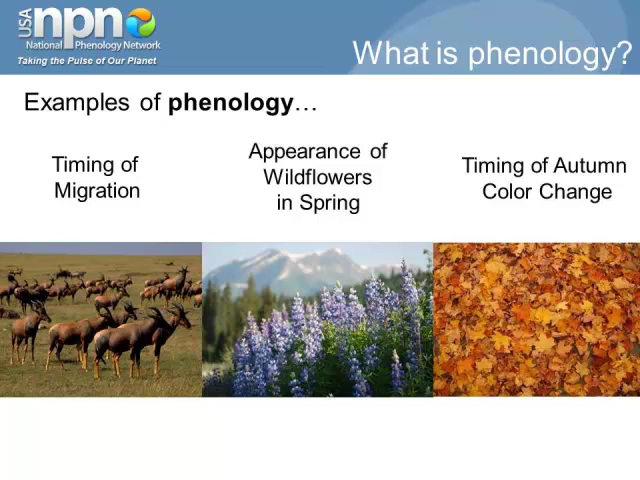 USA npn
National Phenology Network
Taking the Pulse of Our Planet
What is phenology?
Examples of phenology…
Timing of
Migration
Appearance of
Wildflowers
in Spring
Timing of Autumn
Color Change